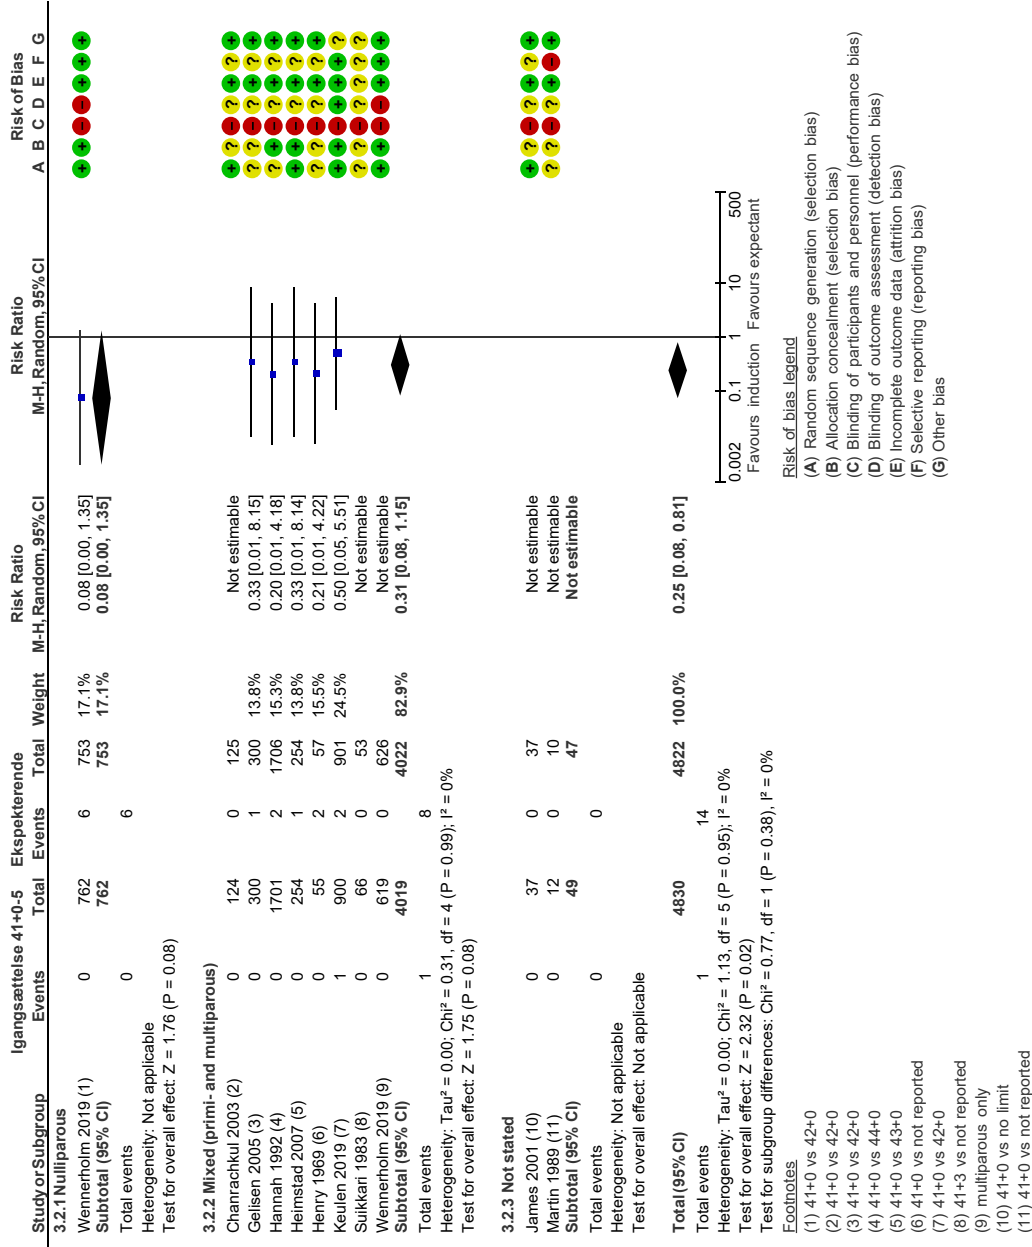 Igangsættelse 41+0-5 Ekspekterende Risk Ratio Risk Ratio Risk of Bias
Study or Subgroup Events Total Events Total Weight M-H, Random, 95% CI M-H, Random, 95% CI A B C D E F G
3.2.1 Nulliparous
Wennerholm 2019 (1) 0 762 6 753 17.1% 0.08 [0.00, 1.35] + + - - + + +
Subtotal (95% CI) 762 753 17.1% 0.08 [0.00, 1.35]
Total events 0 6
Heterogeneity: Not applicable
Test for overall effect: Z = 1.76 (P = 0.08)
3.2.2 Mixed (primi- and multiparous)
Chanrachkul 2003 (2) 0 124 0 125 Not estimable + ? - ? + ? +
Gelisen 2005 (3) 0 300 1 300 13.8% 0.33 [0.01, 8.15] ? ? - ? + ? +
Hannah 1992 (4) 0 1701 2 1706 15.3% 0.20 [0.01, 4.18] ? + - ? + ? +
Heimstad 2007 (5) 0 254 1 254 13.8% 0.33 [0.01, 8.14] + + - ? + ? +
Henry 1969 (6) 0 55 2 57 15.5% 0.21 [0.01, 4.22] ? ? - ? + ? +
Keulen 2019 (7) 1 900 2 901 24.5% 0.50 [0.05, 5.51] + + - + + + ?
Suikari 1983 (8) 0 66 0 53 Not estimable ? ? - ? ? ? ?
Wennerholm 2019 (9) 0 619 0 626 Not estimable + + - - + + +
Subtotal (95% CI) 4019 4022 82.9% 0.31 [0.08, 1.15]
Total events 1 8
Heterogeneity: Tau² = 0.00; Chi² = 0.31, df = 4 (P = 0.99); I² = 0%
Test for overall effect: Z = 1.75 (P = 0.08)
3.2.3 Not stated
James 2001 (10) 0 37 0 37 Not estimable + ? - ? + ? +
Martin 1989 (11) 0 12 0 10 Not estimable ? ? - ? + - +
Subtotal (95% CI) 49 47 Not estimable
Total events 0 0
Heterogeneity: Not applicable
Test for overall effect: Not applicable
Total (95% CI) 4830 4822 100.0% 0.25 [0.08, 0.81]
Total events 1 14
Heterogeneity: Tau² = 0.00; Chi² = 1.13, df = 5 (P = 0.95); I² = 0%
Test for overall effect: Z = 2.32 (P = 0.02)
Test for subgroup differences: Chi² = 0.77, df = 1 (P = 0.38), I² = 0%
0.002 0.1 1 10 500
Favours induction Favours expectant
Footnotes
(1) 41+0 vs 42+0
(2) 41+0 vs 42+0
(3) 41+0 vs 42+0
(4) 41+0 vs 44+0
(5) 41+0 vs 43+0
(6) 41+0 vs not reported
(7) 41+0 vs 42+0
(8) 41+3 vs not reported
(9) multiparous only
(10) 41+0 vs no limit
(11) 41+0 vs not reported
Risk of bias legend
(A) Random sequence generation (selection bias)
(B) Allocation concealment (selection bias)
(C) Blinding of participants and personnel (performance bias)
(D) Blinding of outcome assessment (detection bias)
(E) Incomplete outcome data (attrition bias)
(F) Selective reporting (reporting bias)
(G) Other bias